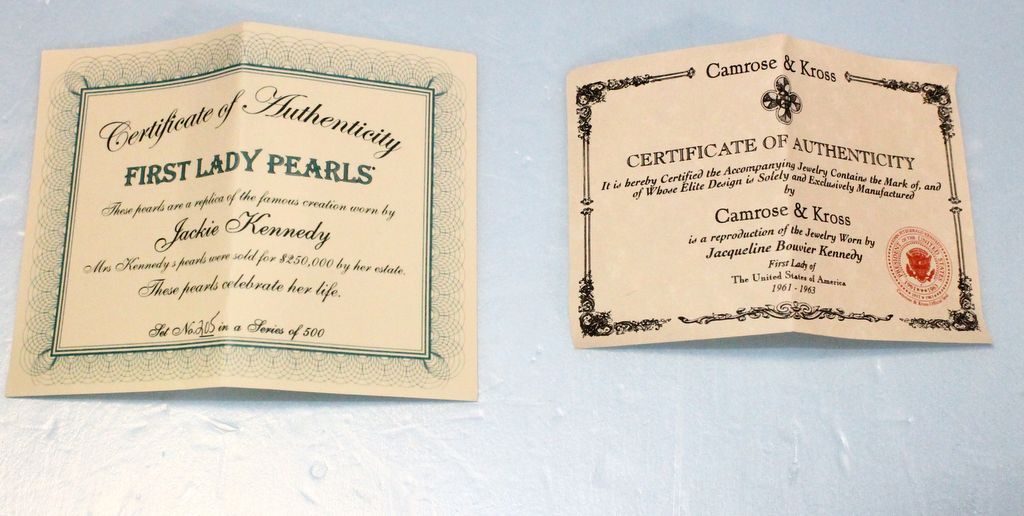 Certificate of Authenticity
FIRST LADY PEARLS
These pearls are a replica of the famous creation worn by
Jackie Kennedy
Mrs Kennedy's pearls were sold for $250,000 by her estate.
These pearls celebrate her life.
Set No. 205 in a Series of 500
Camrose & Kross
CERTIFICATE OF AUTHENTICITY
It is hereby Certified the Accompanying Jewelry Contains the Mark of, and
of Whose Elite Design is Solely and Exclusively Manufactured
by
Camrose & Kross
is a reproduction of the Jewelry Worn by
Jacqueline Bouvier Kennedy
First Lady of
The United States of America
1961 - 1963